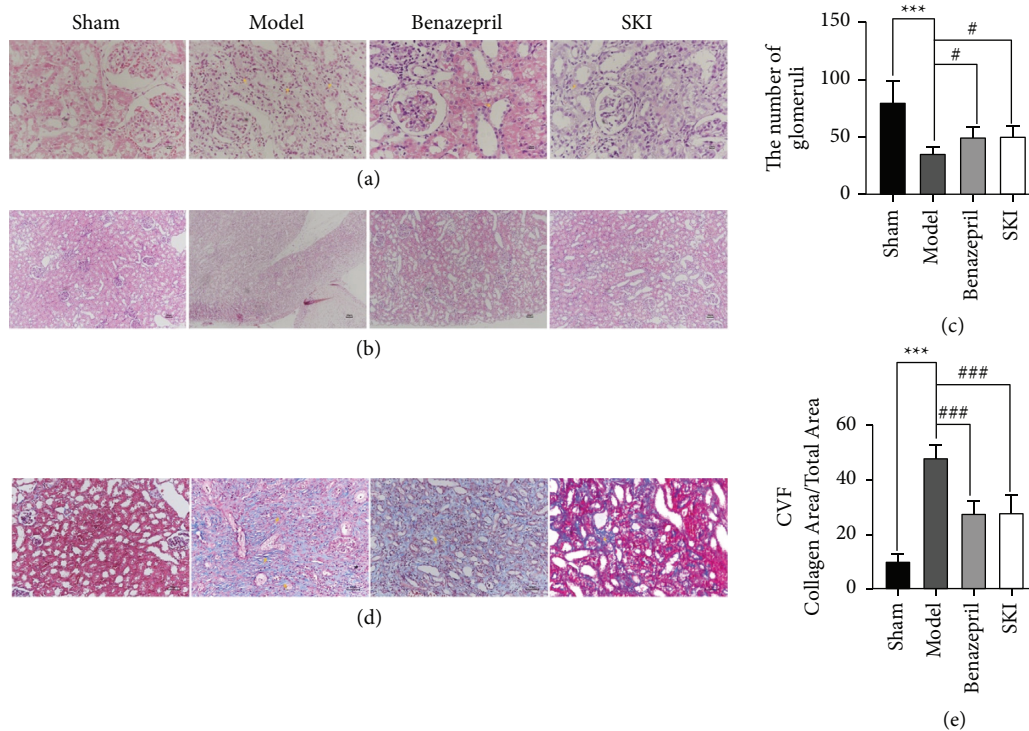 Sham Model Benazepril SKI
(a)
(b)
(d)
***
#
#
The number of
glomeruli
150
100
50
0
Sham
Model
Benazepril
SKI
(c)
***
###
###
CVF
Collagen Area/Total Area
60
40
20
0
Sham
Model
Benazepril
SKI
(e)